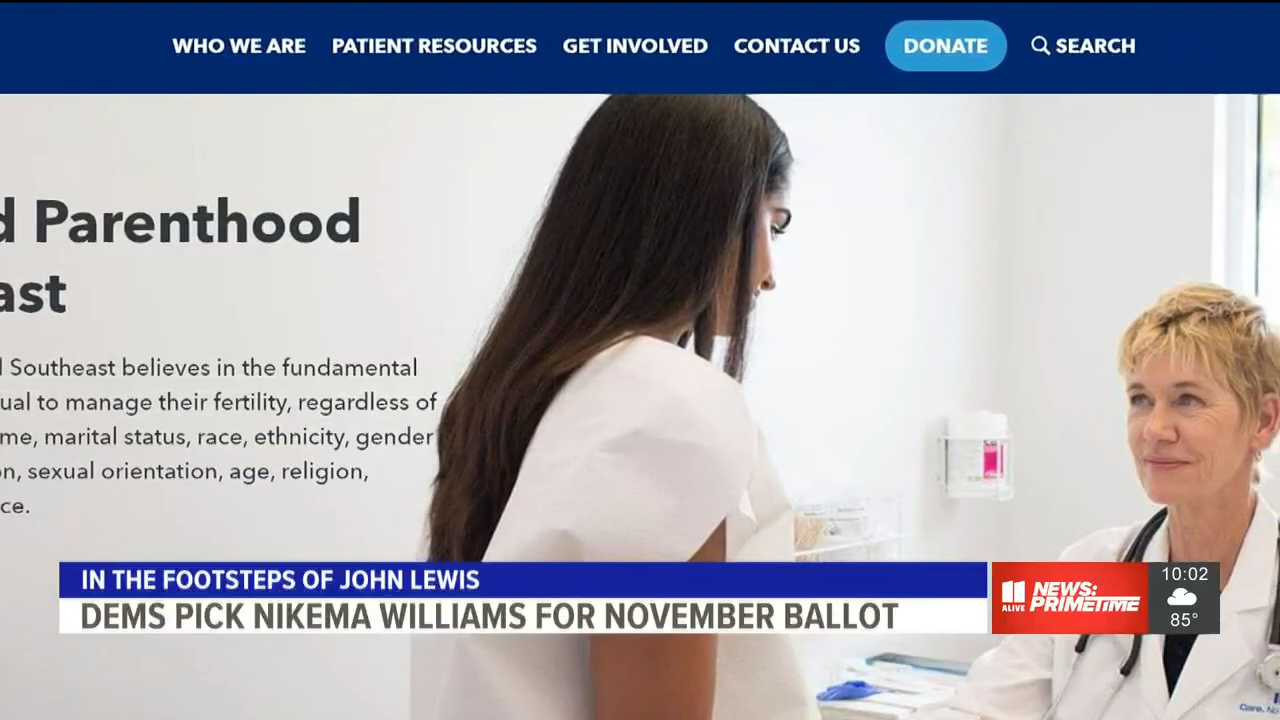 WHO WE ARE PATIENT RESOURCES GET INVOLVED CONTACT US DONATE SEARCH
d Parenthood
ast
l Southeast believes in the fundamental
ual to manage their fertility, regardless of
me, marital status, race, ethnicity, gender
on, sexual orientation, age, religion,
ce.
IN THE FOOTSTEPS OF JOHN LEWIS
DEMS PICK NIKEMA WILLIAMS FOR NOVEMBER BALLOT
11 ALIVE NEWS: PRIMETIME
10:02
85°
Care. No